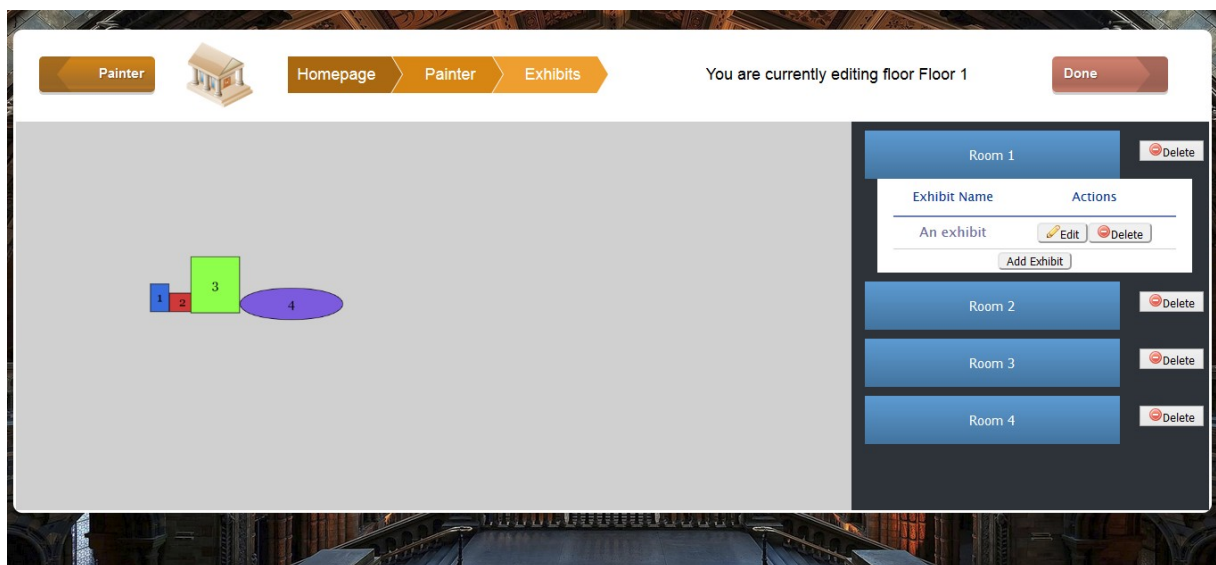 Painter
Homepage Painter Exhibits
You are currently editing floor Floor 1
Done
1
2
3
4
Room 1
Delete
Exhibit Name Actions
An exhibit Edit Delete
Add Exhibit
Room 2
Delete
Room 3
Delete
Room 4
Delete